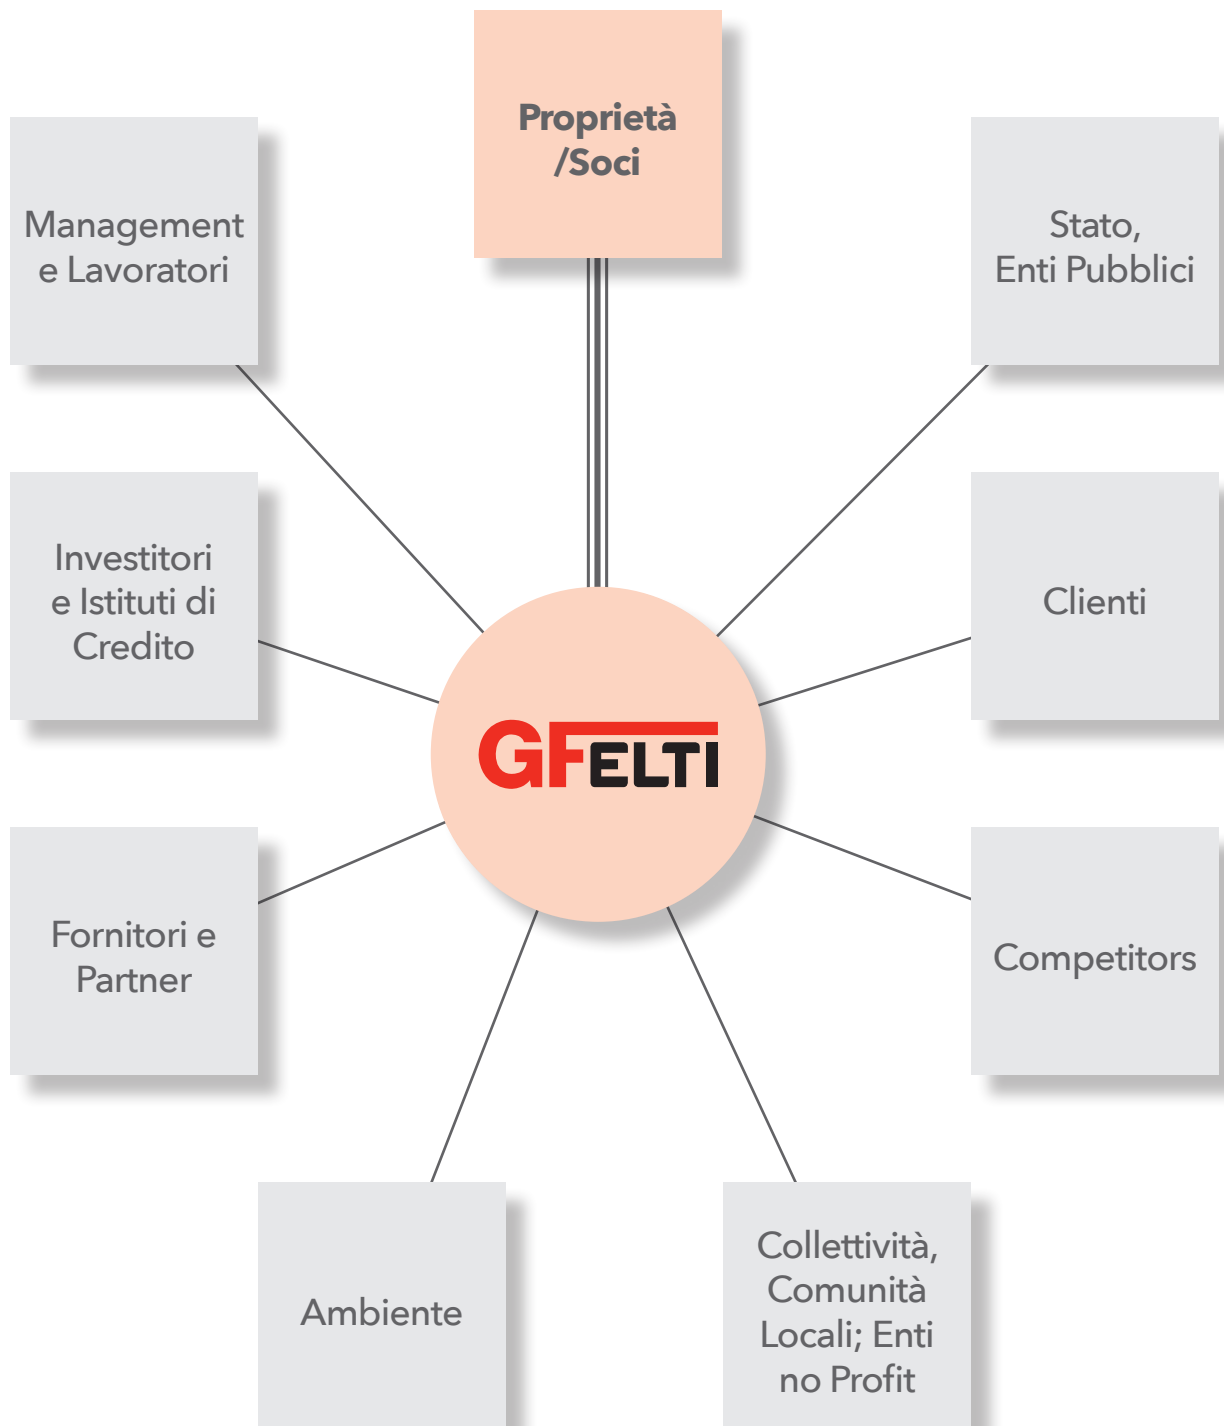 Proprietà
/Soci
Management
e Lavoratori
Stato,
Enti Pubblici
Investitori
e Istituti di
Credito
Clienti
GFELTI
Fornitori e
Partner
Competitors
Ambiente
Collettività,
Comunità
Locali; Enti
no Profit